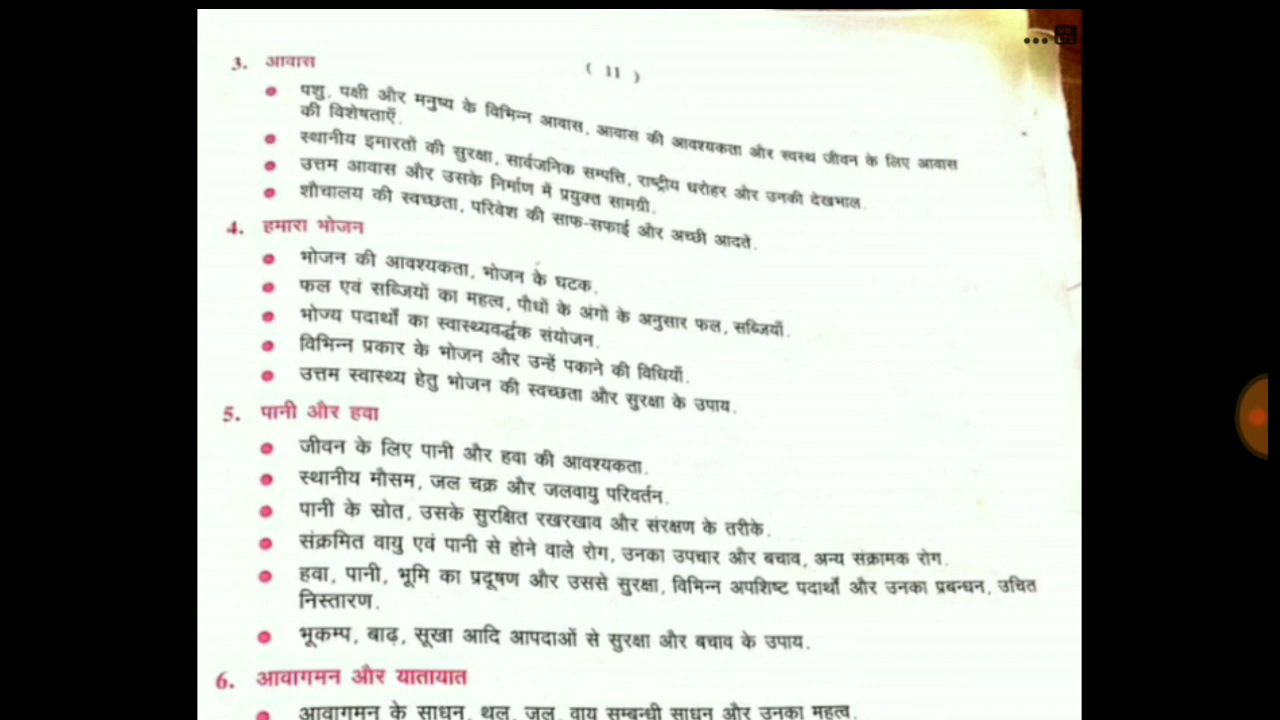 ( 11 )
3. आवास
● पशु, पक्षी और मनुष्य के विभिन्न आवास, आवास की आवश्यकता और स्वस्थ जीवन के लिए आवास
की विशेषताएँ.
● स्थानीय इमारतों की सुरक्षा, सार्वजनिक सम्पत्ति, राष्ट्रीय धरोहर और उनकी देखभाल.
● उत्तम आवास और उसके निर्माण में प्रयुक्त सामग्री.
● शौचालय की स्वच्छता, परिवेश की साफ-सफाई और अच्छी आदतें.
4. हमारा भोजन
● भोजन की आवश्यकता, भोजन के घटक.
● फल एवं सब्जियों का महत्व, पौधों के अंगों के अनुसार फल, सब्जियाँ.
● भोज्य पदार्थों का स्वास्थ्यवर्द्धक संयोजन.
● विभिन्न प्रकार के भोजन और उन्हें पकाने की विधियाँ.
● उत्तम स्वास्थ्य हेतु भोजन की स्वच्छता और सुरक्षा के उपाय.
5. पानी और हवा
● जीवन के लिए पानी और हवा की आवश्यकता.
● स्थानीय मौसम, जल चक्र और जलवायु परिवर्तन.
● पानी के स्रोत, उसके सुरक्षित रखरखाव और संरक्षण के तरीके.
● संक्रमित वायु एवं पानी से होने वाले रोग, उनका उपचार और बचाव, अन्य संक्रामक रोग.
● हवा, पानी, भूमि का प्रदूषण और उससे सुरक्षा, विभिन्न अपशिष्ट पदार्थों और उनका प्रबन्धन, उचित
निस्तारण.
● भूकम्प, बाढ़, सूखा आदि आपदाओं से सुरक्षा और बचाव के उपाय.
6. आवागमन और यातायात
● आवागमन के साधन, थल, जल, वायु सम्बन्धी साधन और उनका महत्व.